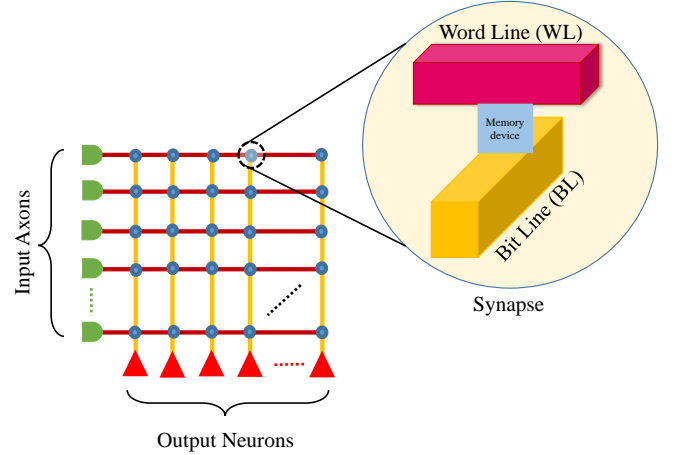 Word Line (WL)
Memory
device
Bit Line (BL)
Synapse
Input Axons
Output Neurons